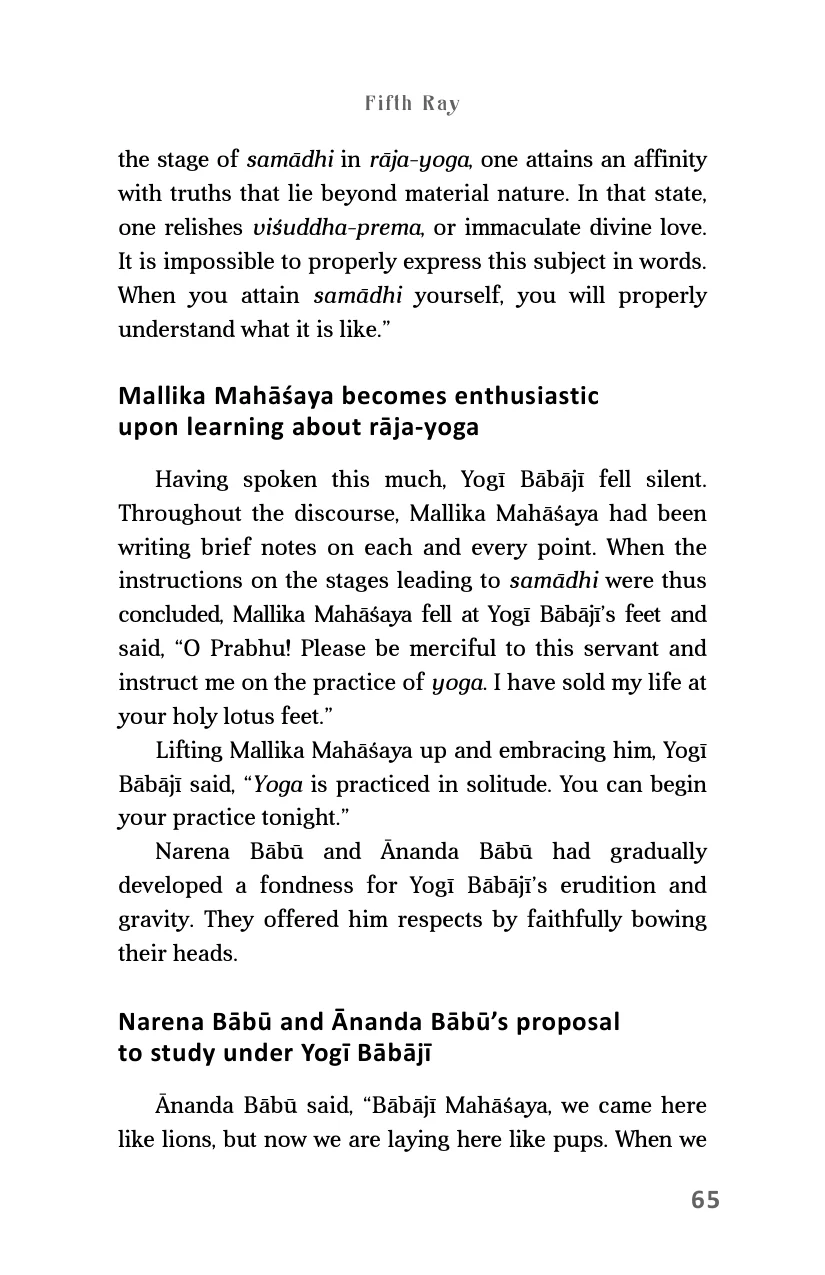 Fifth Ray
the stage of samādhi in rāja-yoga, one attains an affinity
with truths that lie beyond material nature. In that state,
one relishes viśuddha-prema, or immaculate divine love.
It is impossible to properly express this subject in words.
When you attain samādhi yourself, you will properly
understand what it is like.”
Mallika Mahāśaya becomes enthusiastic
upon learning about rāja-yoga
Having spoken this much, Yogī Bābājī fell silent.
Throughout the discourse, Mallika Mahāśaya had been
writing brief notes on each and every point. When the
instructions on the stages leading to samādhi were thus
concluded, Mallika Mahāśaya fell at Yogī Bābājī’s feet and
said, “O Prabhu! Please be merciful to this servant and
instruct me on the practice of yoga. I have sold my life at
your holy lotus feet.”
Lifting Mallika Mahāśaya up and embracing him, Yogī
Bābājī said, “Yoga is practiced in solitude. You can begin
your practice tonight.”
Narena Bābū and Ānanda Bābū had gradually
developed a fondness for Yogī Bābājī’s erudition and
gravity. They offered him respects by faithfully bowing
their heads.
Narena Bābū and Ānanda Bābū’s proposal
to study under Yogī Bābājī
Ānanda Bābū said, “Bābājī Mahāśaya, we came here
like lions, but now we are laying here like pups. When we
65